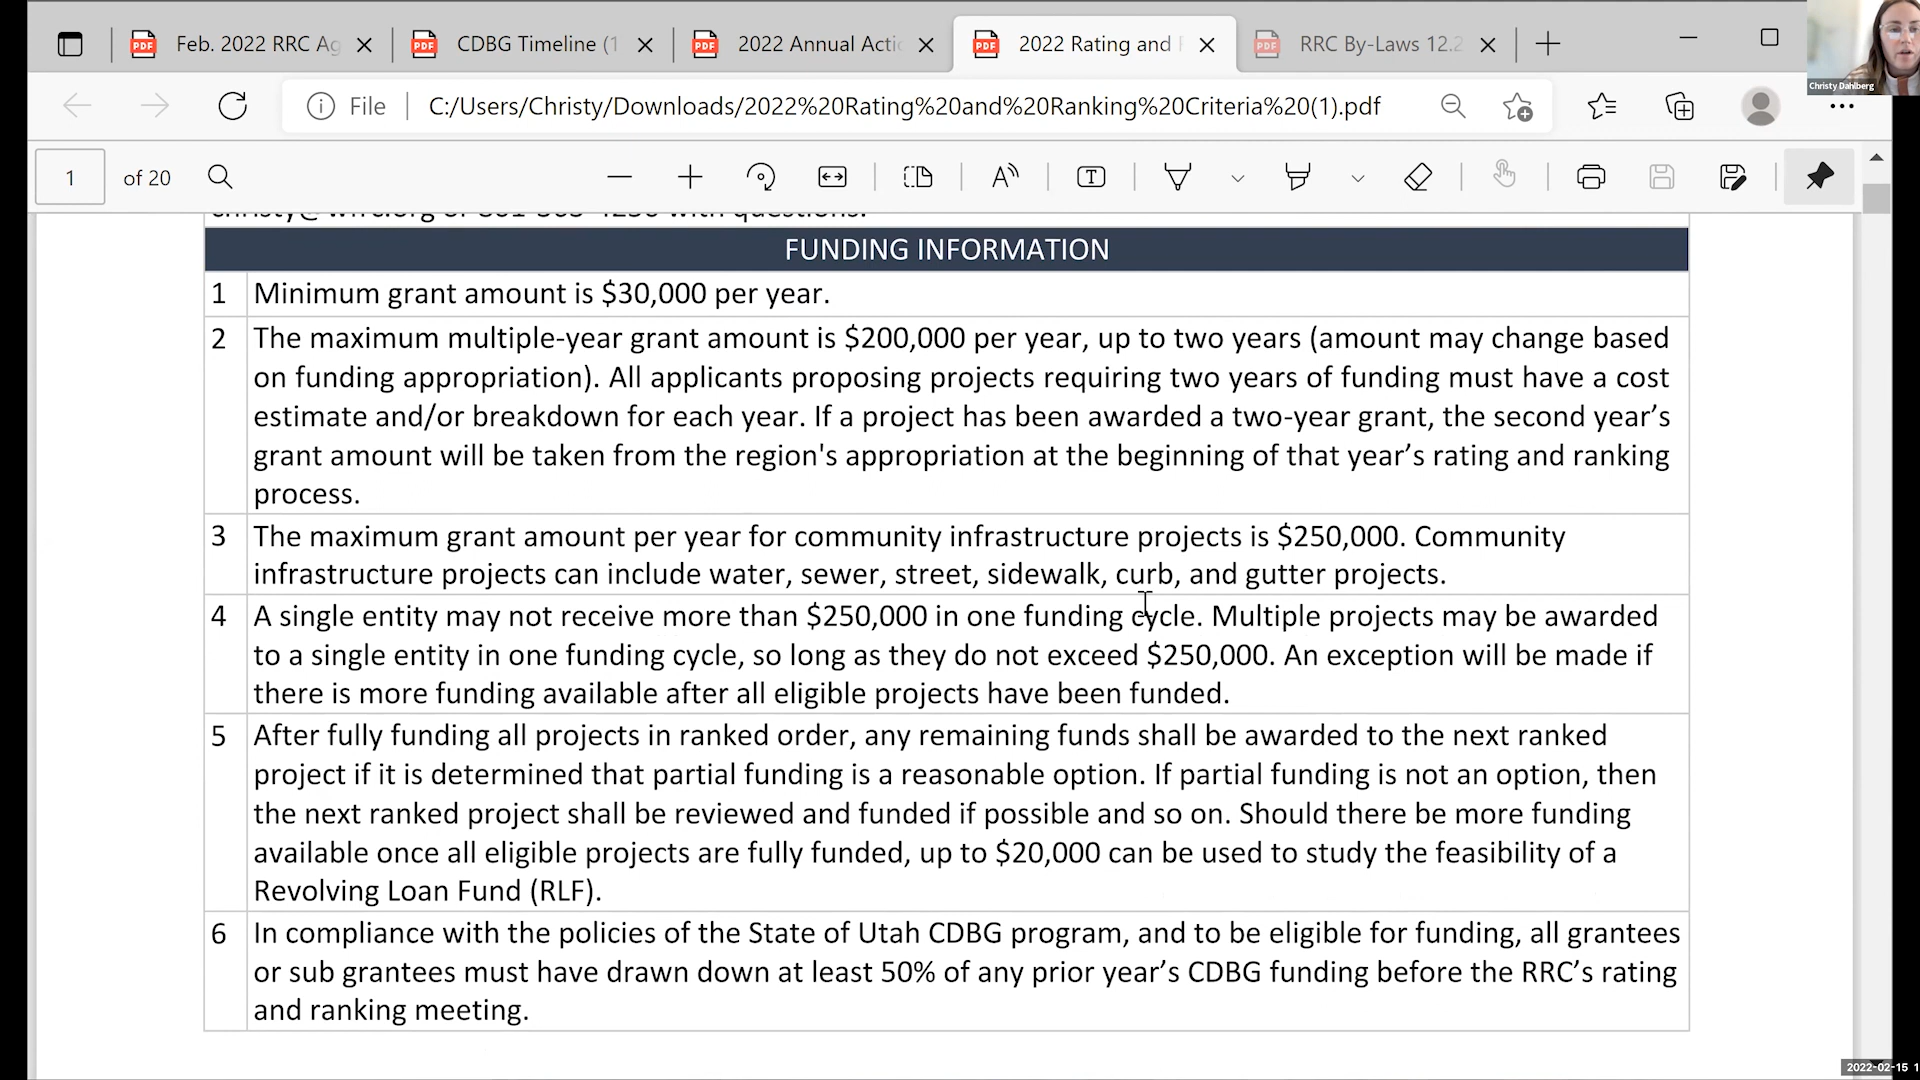 Feb. 2022 RRC Ag
CDBG Timeline (1
2022 Annual Acti
2022 Rating and
RRC By-Laws 12.2
Christy Dahlberg
File
C:/Users/Christy/Downloads/2022%20Rating%20and%20Ranking%20Criteria%20(1).pdf
1 of 20
christy@wfrc.org or 801-363-4250 with questions.
FUNDING INFORMATION
1 Minimum grant amount is $30,000 per year.
2 The maximum multiple-year grant amount is $200,000 per year, up to two years (amount may change based
on funding appropriation). All applicants proposing projects requiring two years of funding must have a cost
estimate and/or breakdown for each year. If a project has been awarded a two-year grant, the second year’s
grant amount will be taken from the region's appropriation at the beginning of that year’s rating and ranking
process.
3 The maximum grant amount per year for community infrastructure projects is $250,000. Community
infrastructure projects can include water, sewer, street, sidewalk, curb, and gutter projects.
4 A single entity may not receive more than $250,000 in one funding cycle. Multiple projects may be awarded
to a single entity in one funding cycle, so long as they do not exceed $250,000. An exception will be made if
there is more funding available after all eligible projects have been funded.
5 After fully funding all projects in ranked order, any remaining funds shall be awarded to the next ranked
project if it is determined that partial funding is a reasonable option. If partial funding is not an option, then
the next ranked project shall be reviewed and funded if possible and so on. Should there be more funding
available once all eligible projects are fully funded, up to $20,000 can be used to study the feasibility of a
Revolving Loan Fund (RLF).
6 In compliance with the policies of the State of Utah CDBG program, and to be eligible for funding, all grantees
or sub grantees must have drawn down at least 50% of any prior year’s CDBG funding before the RRC’s rating
and ranking meeting.
2022-02-15 1